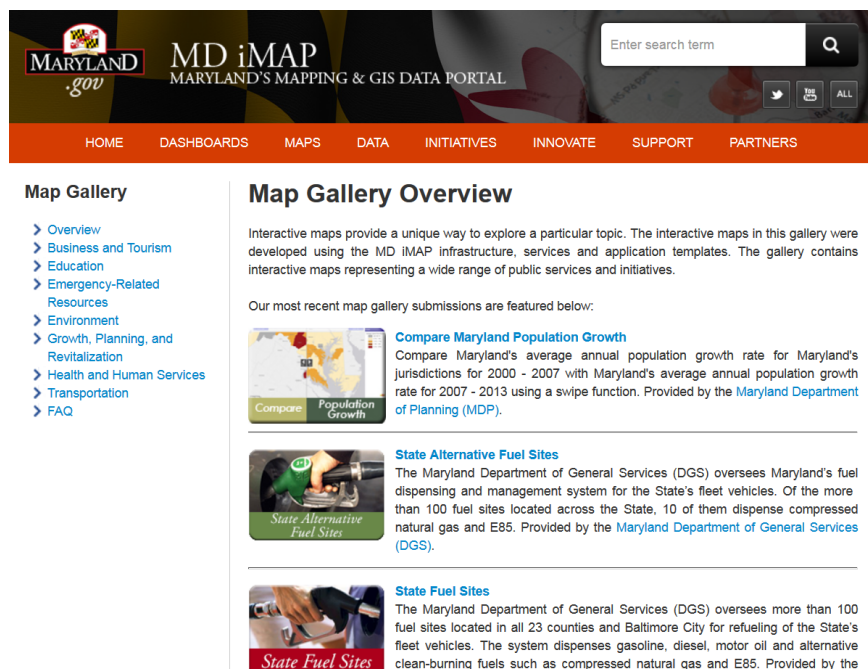 MARYLAND
.gov
MD iMAP
MARYLAND'S MAPPING & GIS DATA PORTAL
Enter search term
You
ALL
HOME DASHBOARDS MAPS DATA INITIATIVES INNOVATE SUPPORT PARTNERS
Map Gallery
Overview
Business and Tourism
Education
Emergency-Related
Resources
Environment
Growth, Planning, and
Revitalization
Health and Human Services
Transportation
FAQ
Map Gallery Overview
Interactive maps provide a unique way to explore a particular topic. The interactive maps in this gallery were
developed using the MD iMAP infrastructure, services and application templates. The gallery contains
interactive maps representing a wide range of public services and initiatives.
Our most recent map gallery submissions are featured below:
Compare Population
Growth
Compare Maryland Population Growth
Compare Maryland's average annual population growth rate for Maryland's
jurisdictions for 2000 - 2007 with Maryland's average annual population growth
rate for 2007 - 2013 using a swipe function. Provided by the Maryland Department
of Planning (MDP).
State Alternative
Fuel Sites
State Alternative Fuel Sites
The Maryland Department of General Services (DGS) oversees Maryland's fuel
dispensing and management system for the State's fleet vehicles. Of the more
than 100 fuel sites located across the State, 10 of them dispense compressed
natural gas and E85. Provided by the Maryland Department of General Services
(DGS).
State Fuel Sites
State Fuel Sites
The Maryland Department of General Services (DGS) oversees more than 100
fuel sites located in all 23 counties and Baltimore City for refueling of the State's
fleet vehicles. The system dispenses gasoline, diesel, motor oil and alternative
clean-burning fuels such as compressed natural gas and E85. Provided by the